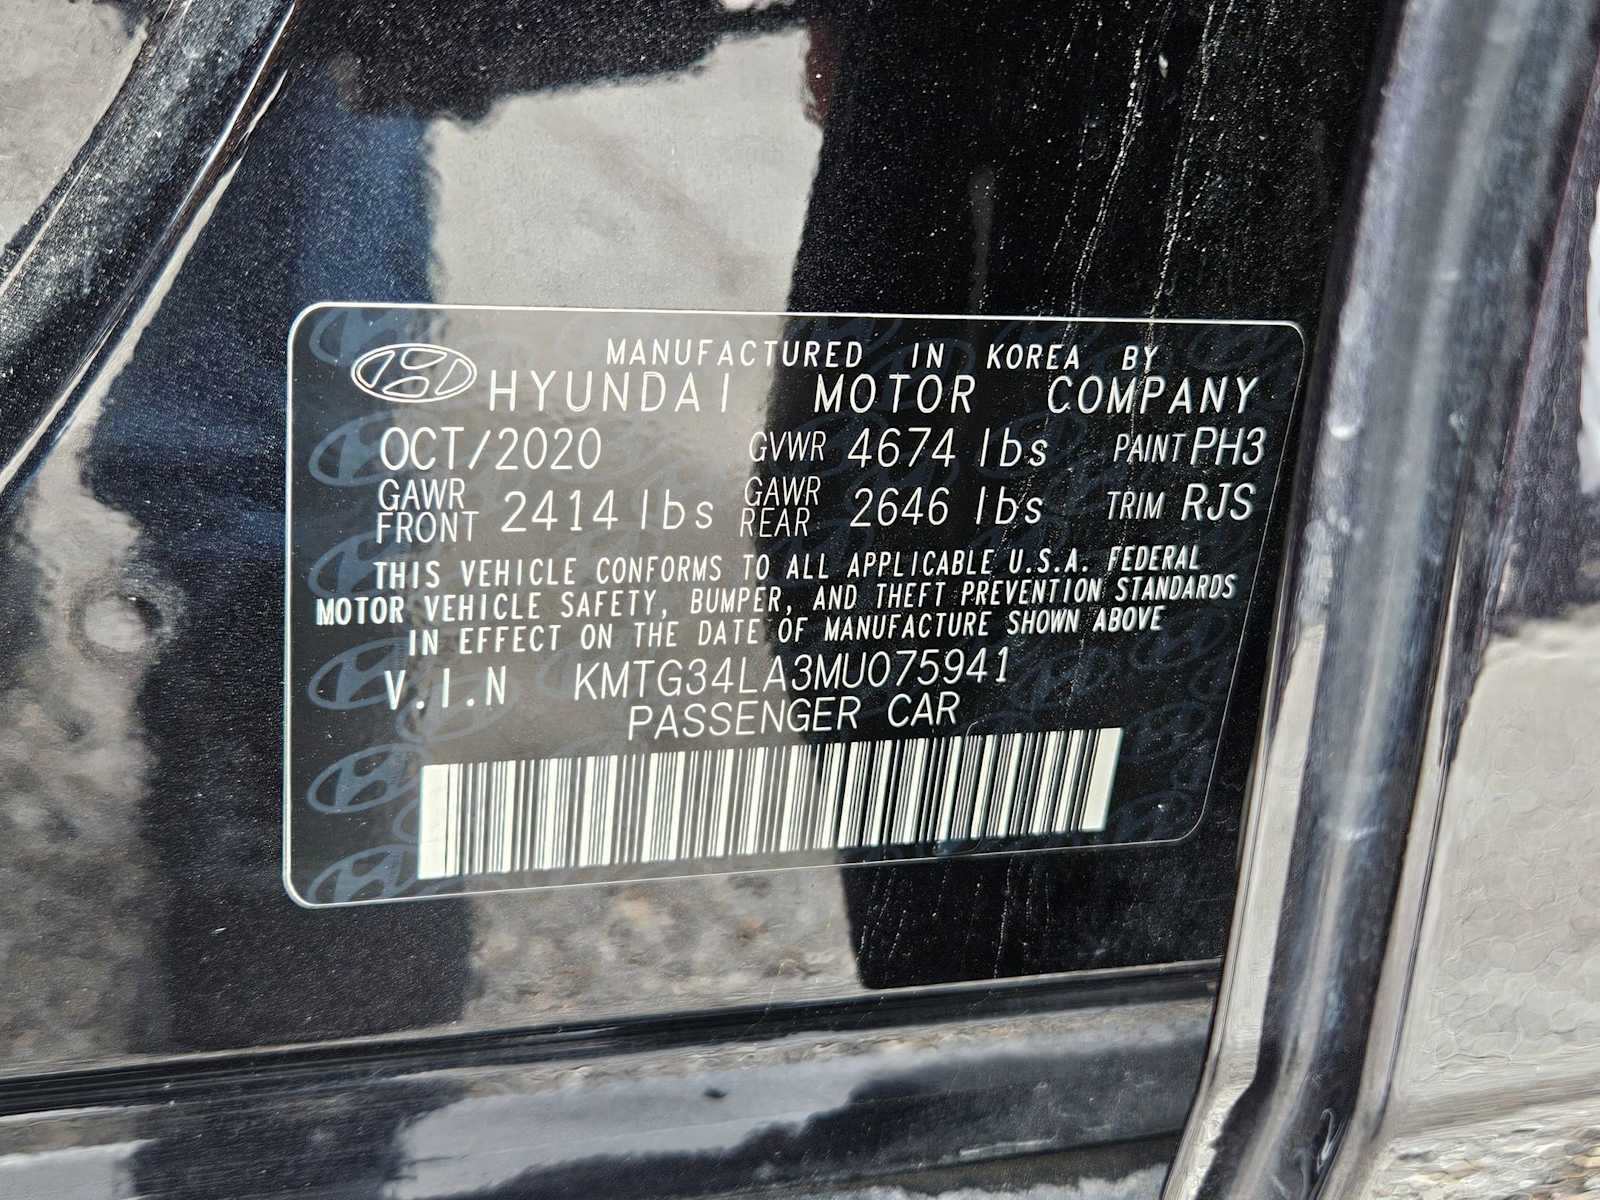 MANUFACTURED IN KOREA BY
HYUNDAI MOTOR COMPANY
OCT/2020 GVWR 4674 lbs PAINT PH3
GAWR FRONT 2414 lbs GAWR REAR 2646 lbs TRIM RJS
THIS VEHICLE CONFORMS TO ALL APPLICABLE U.S.A. FEDERAL
MOTOR VEHICLE SAFETY, BUMPER, AND THEFT PREVENTION STANDARDS
IN EFFECT ON THE DATE OF MANUFACTURE SHOWN ABOVE
V.I.N KMTG34LA3MU075941
PASSENGER CAR